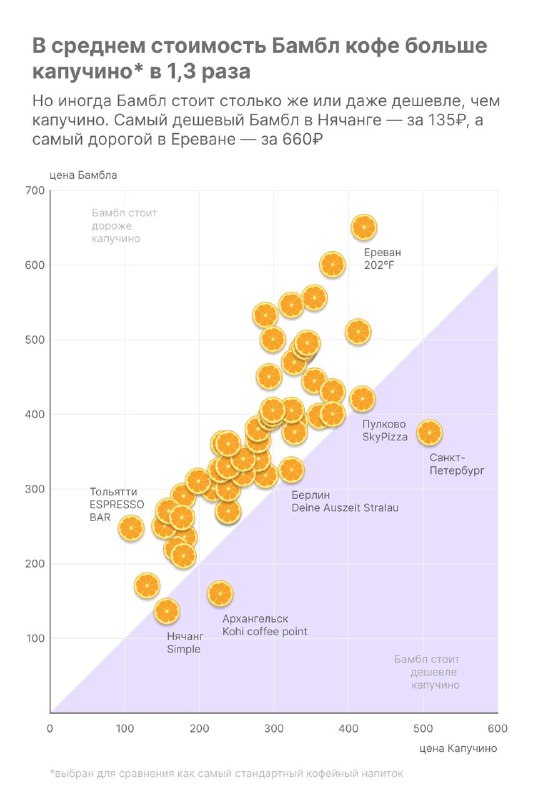 В среднем стоимость Бамбл кофе больше
капучино* в 1,3 раза
Но иногда Бамбл стоит столько же или даже дешевле, чем
капучино. Самый дешевый Бамбл в Нячанге — за 135₽, а
самый дорогой в Ереване — за 660₽
цена Бамбла
700
Бамбл стоит
дороже
капучино
600
Ереван
202°F
500
400
Пулково
SkyPizza
Санкт-
Петербург
300
Тольятти
ESPRESSO
BAR
Берлин
Deine Auszeit Stralau
200
Архангельск
Kohi coffee point
100
Нячанг
Simple
Бамбл стоит
дешевле
капучино
0
100
200
300
400
500
600
цена Капучино
*выбран для сравнения как самый стандартный кофейный напиток